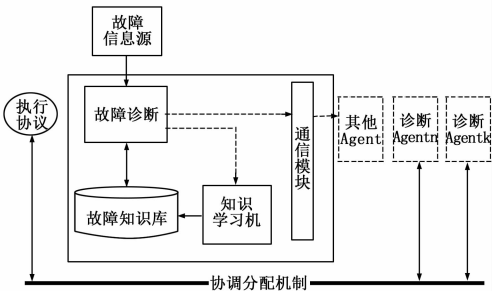 故障
信息源
执行
协议
故障诊断
通信模块
其他
Agent
诊断
Agentn
诊断
Agentk
故障知识库
知识
学习机
协调分配机制